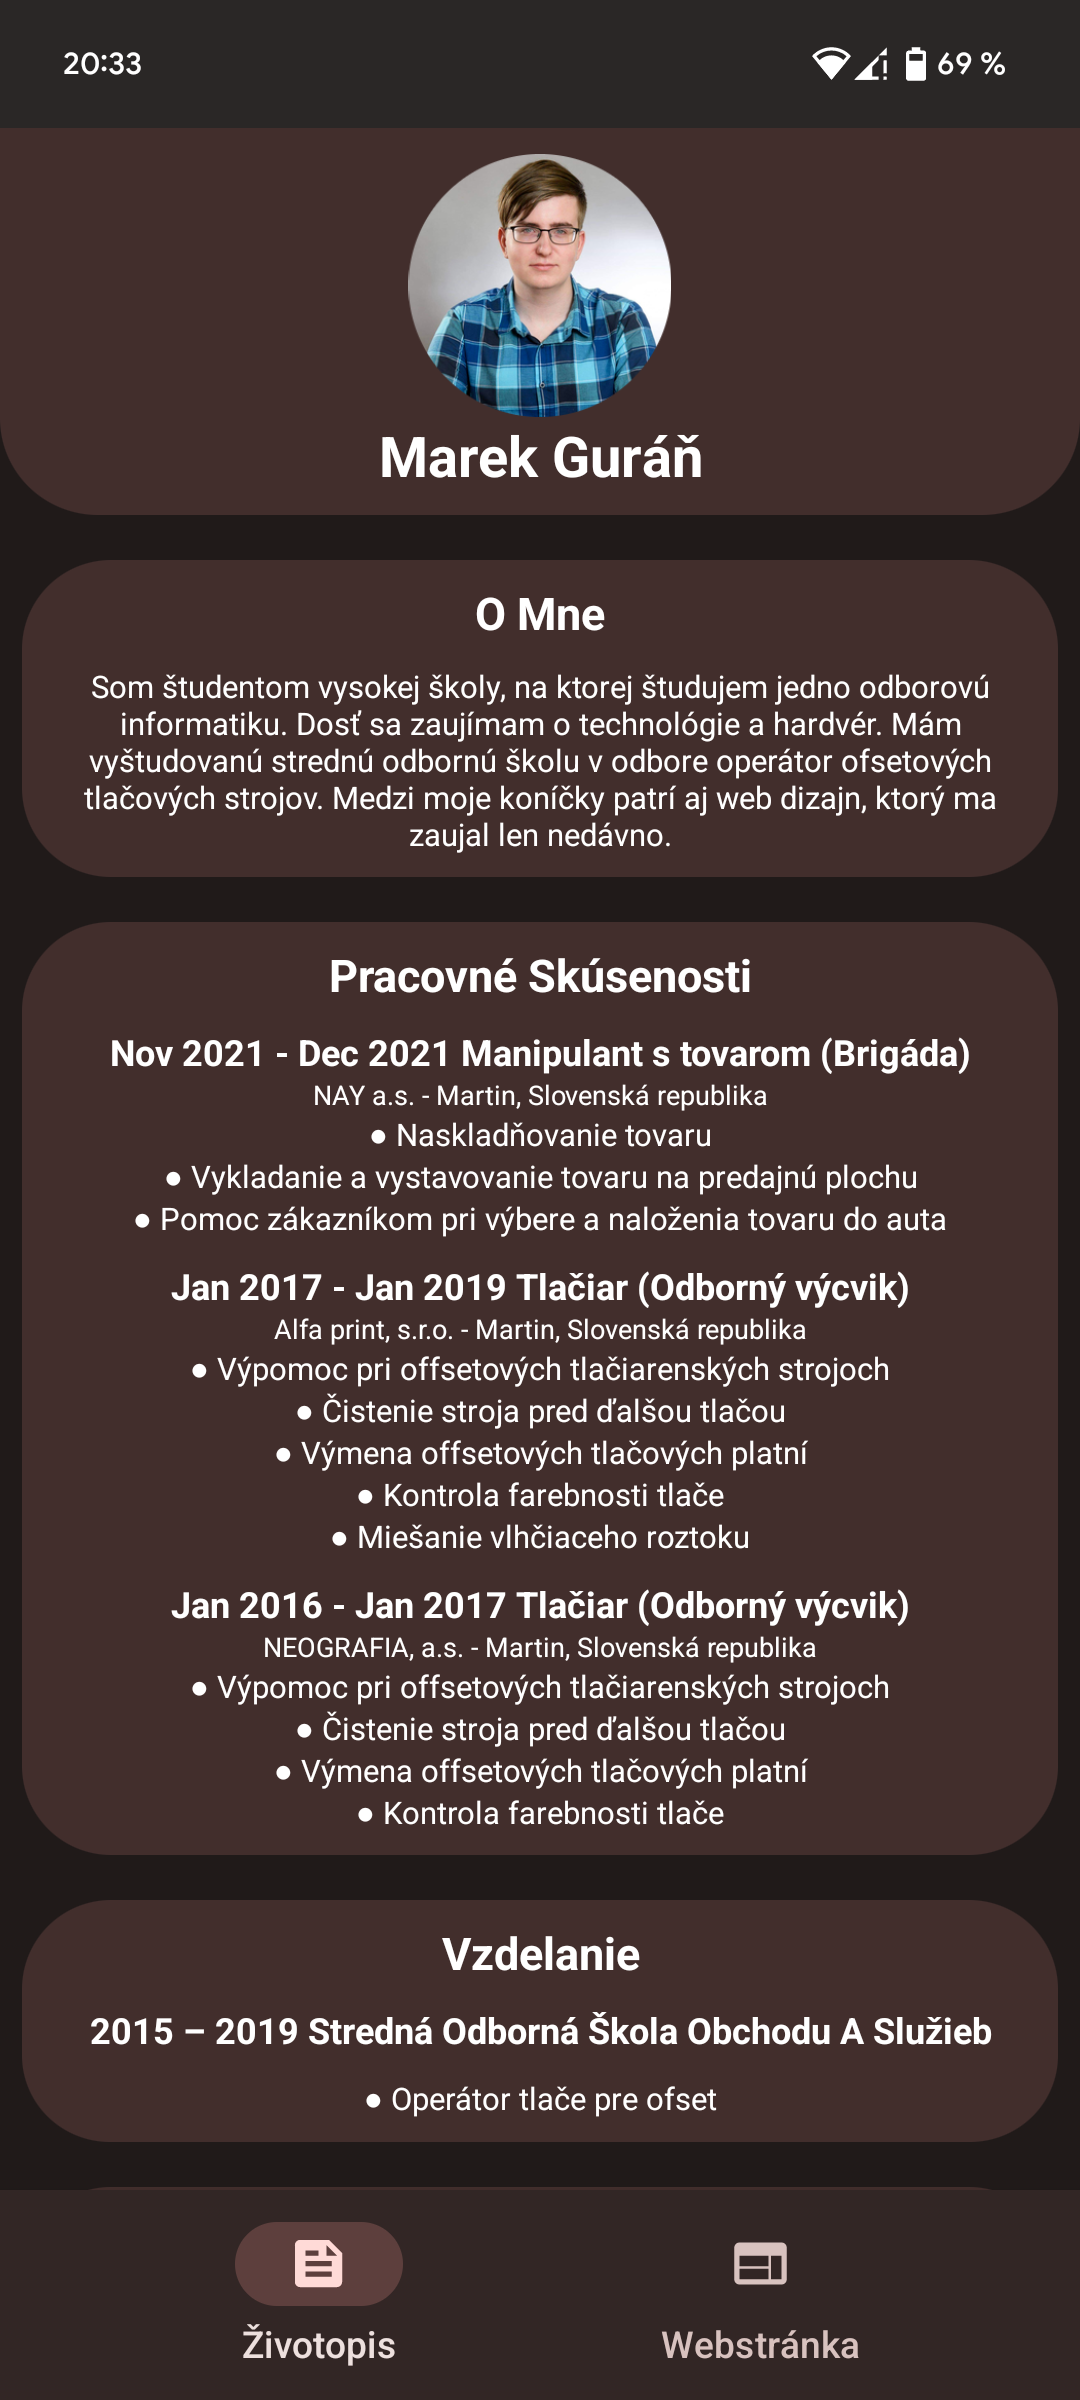 20:33
69 %
Marek Guráň
O Mne
Som študentom vysokej školy, na ktorej študujem jedno odborovú
informatiku. Dosť sa zaujímam o technológie a hardvér. Mám
vyštudovanú strednú odbornú školu v odbore operátor ofsetových
tlačových strojov. Medzi moje koníčky patrí aj web dizajn, ktorý ma
zaujal len nedávno.
Pracovné Skúsenosti
Nov 2021 - Dec 2021 Manipulant s tovarom (Brigáda)
NAY a.s. - Martin, Slovenská republika
● Naskladňovanie tovaru
● Vykladanie a vystavovanie tovaru na predajnú plochu
● Pomoc zákazníkom pri výbere a naloženia tovaru do auta
Jan 2017 - Jan 2019 Tlačiar (Odborný výcvik)
Alfa print, s.r.o. - Martin, Slovenská republika
● Výpomoc pri offsetových tlačiarenských strojoch
● Čistenie stroja pred ďalšou tlačou
● Výmena offsetových tlačových platní
● Kontrola farebnosti tlače
● Miešanie vlhčiaceho roztoku
Jan 2016 - Jan 2017 Tlačiar (Odborný výcvik)
NEOGRAFIA, a.s. - Martin, Slovenská republika
● Výpomoc pri offsetových tlačiarenských strojoch
● Čistenie stroja pred ďalšou tlačou
● Výmena offsetových tlačových platní
● Kontrola farebnosti tlače
Vzdelanie
2015 – 2019 Stredná Odborná Škola Obchodu A Služieb
● Operátor tlače pre ofset
Životopis
Webstránka